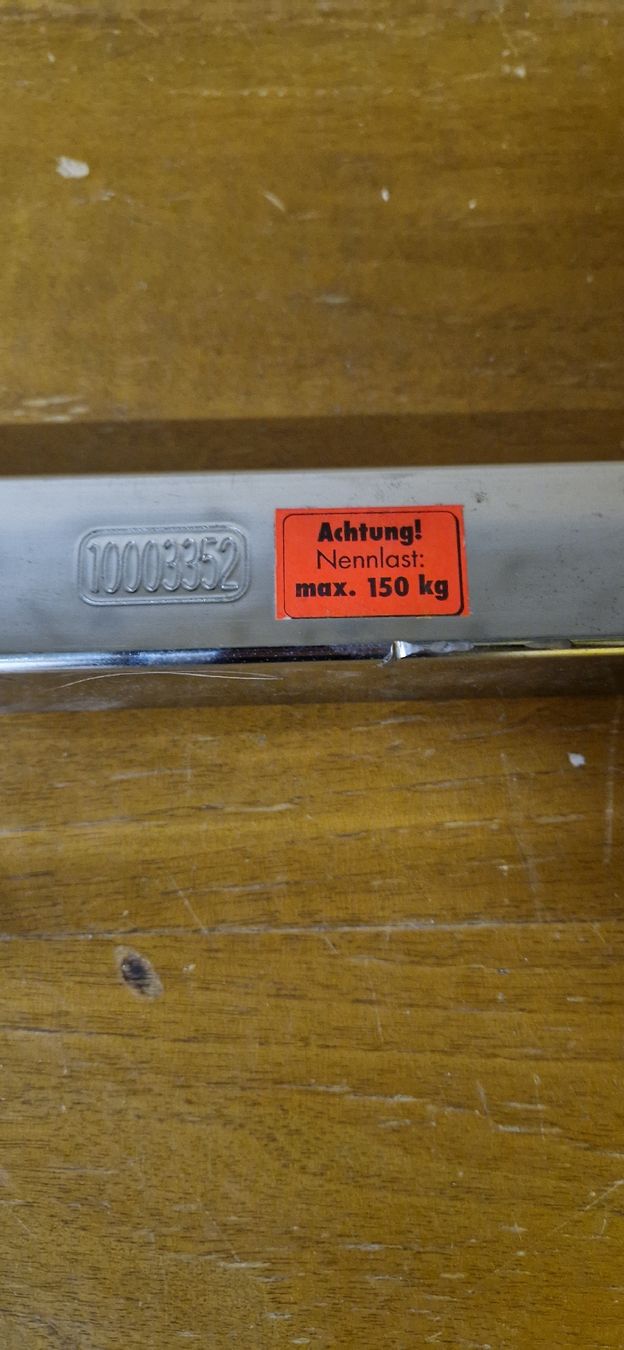 10003352
Achtung!
Nennlast:
max. 150 kg